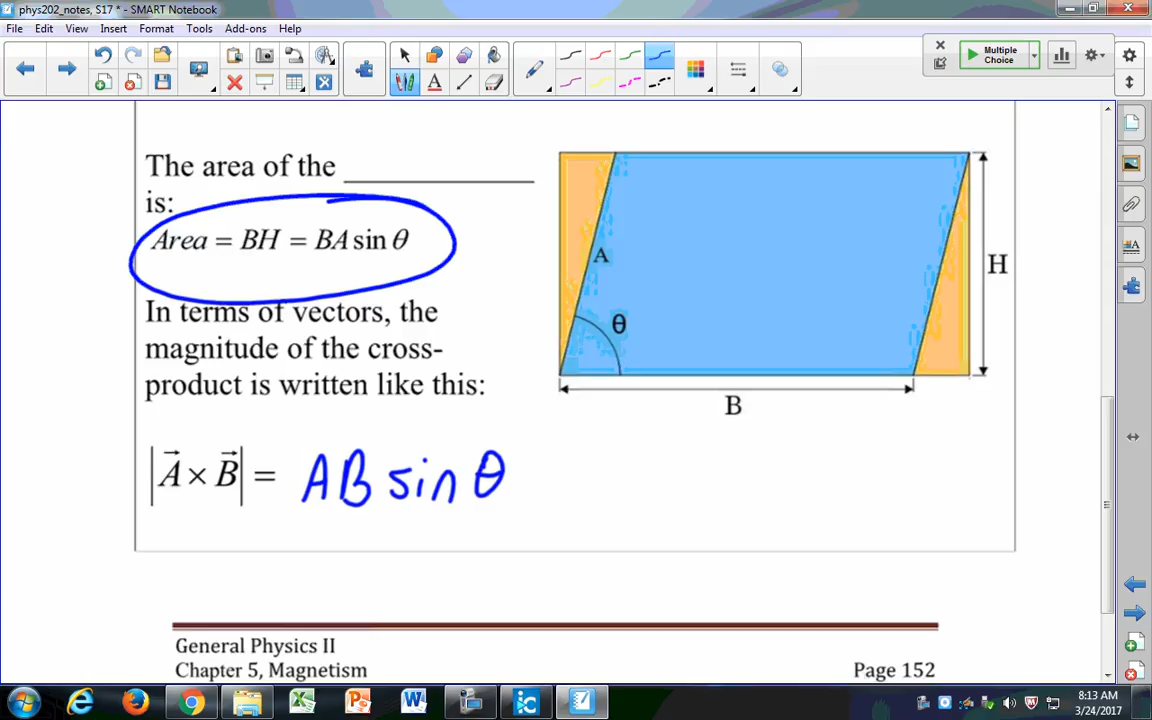 phys202_notes, S17 * - SMART Notebook
File Edit View Insert Format Tools Add-ons Help
Multiple
Choice
The area of the ____________
is:
Area = BH = BA sin θ
In terms of vectors, the
magnitude of the cross-
product is written like this:
|A⃗ × B⃗| = AB sin θ
A
θ
H
B
General Physics II
Chapter 5, Magnetism Page 152
8:13 AM
3/24/2017